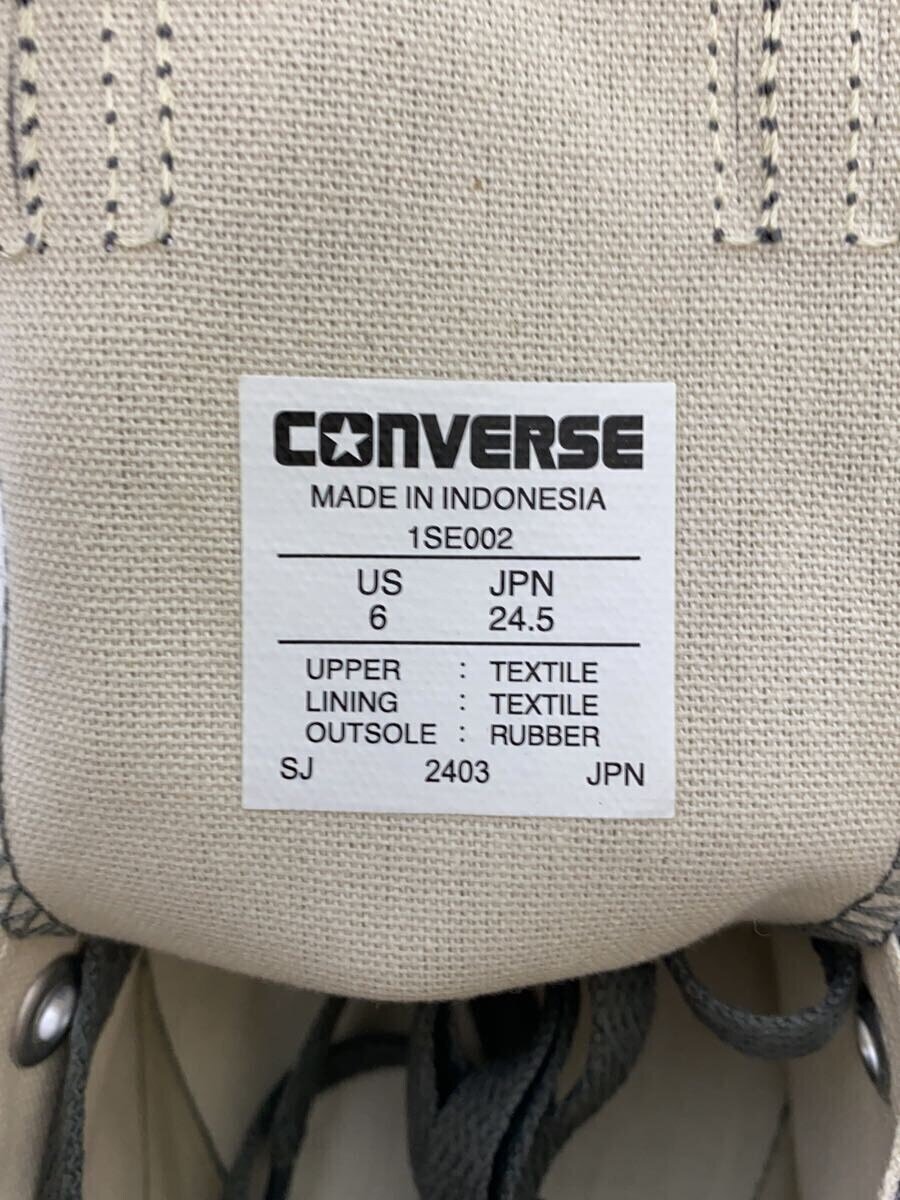 CONVERSE
MADE IN INDONESIA
1SE002
US JPN
6 24.5
UPPER : TEXTILE
LINING : TEXTILE
OUTSOLE : RUBBER
SJ 2403 JPN